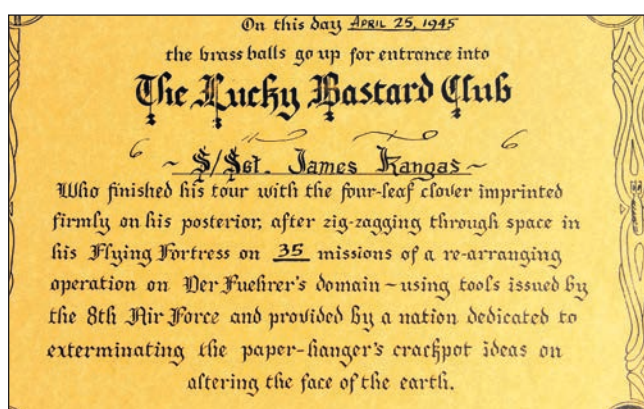 On this day APRIL 25, 1945
the brass balls go up for entrance into
The Lucky Bastard Club
6 6
~ S/Sgt. James Kangas ~
Who finished his tour with the four-leaf clover imprinted
firmly on his posterior, after zig-zagging through space in
his Flying Fortress on 35 missions of a re-arranging
operation on Der Fuehrer's domain ~ using tools issued by
the 8th Air Force and provided by a nation dedicated to
exterminating the paper-hanger's crackpot ideas on
altering the face of the earth.